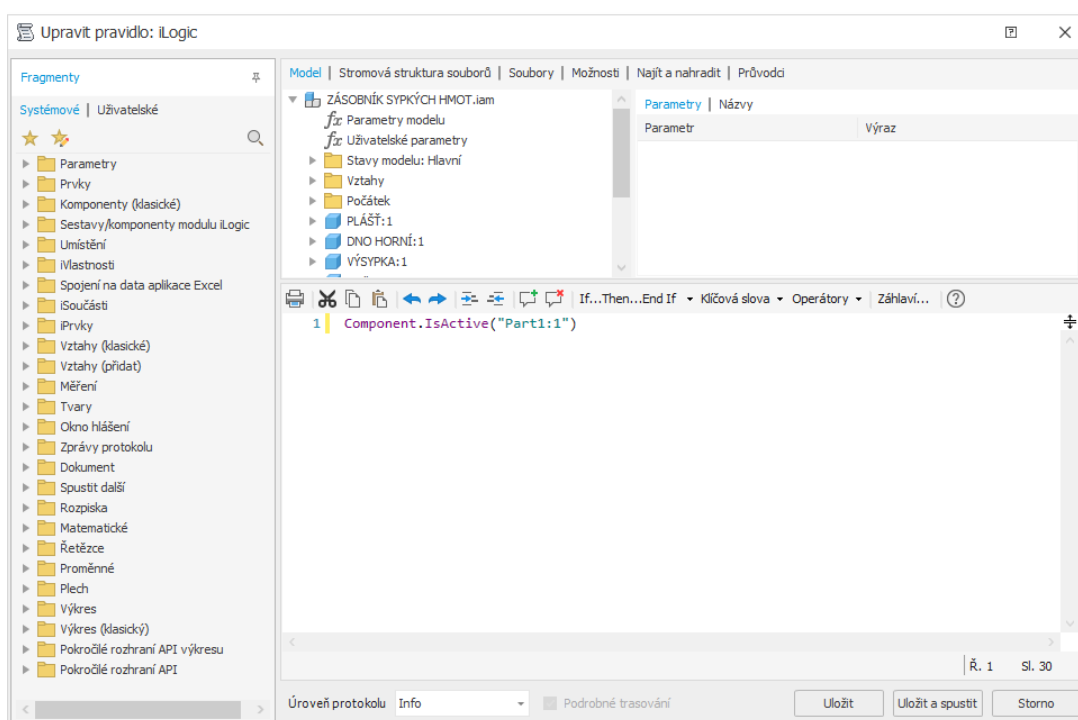 Upravit pravidlo: iLogic
Fragmenty
Systémové | Uživatelské
Parametry
Prvky
Komponenty (klasické)
Sestavy/komponenty modulu iLogic
Umístění
iVlastnosti
Spojení na data aplikace Excel
iSoučásti
iPrvky
Vztahy (klasické)
Vztahy (přidat)
Měření
Tvary
Okno hlášení
Zprávy protokolu
Dokument
Spustit další
Rozpiska
Matematické
Řetězce
Proměnné
Plech
Výkres
Výkres (klasický)
Pokročilé rozhraní API výkresu
Pokročilé rozhraní API
Model | Stromová struktura souborů | Soubory | Možnosti | Najít a nahradit | Průvodci
ZÁSOBNÍK SYPKÝCH HMOT.iam
fx Parametry modelu
fx Uživatelské parametry
Stavy modelu: Hlavní
Vztahy
Počátek
PLÁŠŤ:1
DNO HORNÍ:1
VÝSYPKA:1
Parametry | Názvy
Parametr Výraz
If...Then...End If Klíčová slova Operátory Záhlaví...
1 Component.IsActive("Part1:1")
Ř. 1 Sl. 30
Úroveň protokolu Info Podrobné trasování Uložit Uložit a spustit Storno